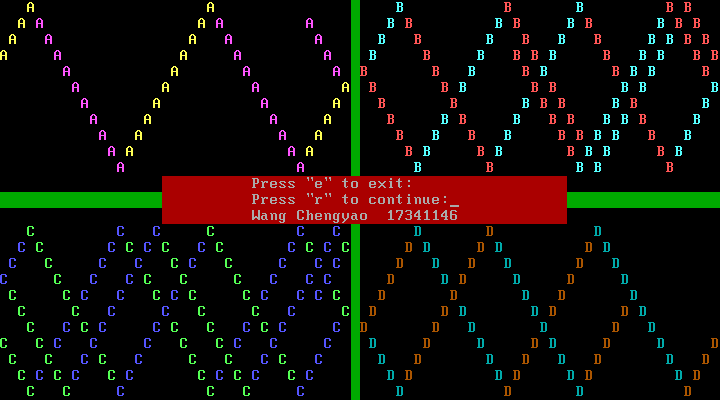 Press "e" to exit:
Press "r" to continue:_
Wang Chengyao  17341146